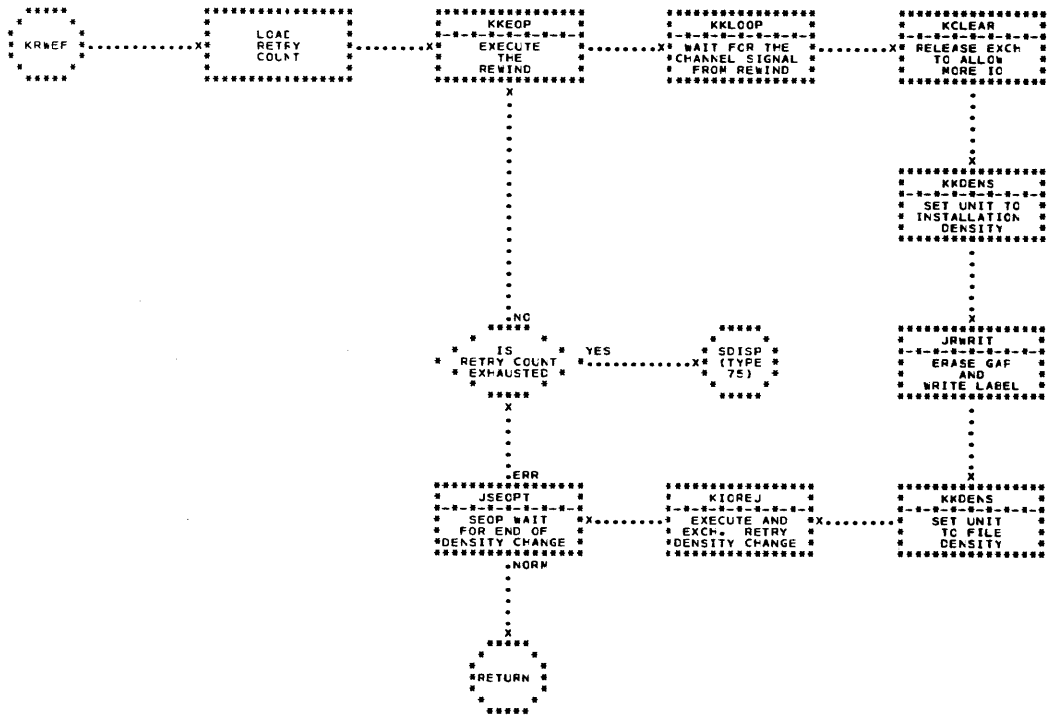 KRWEF
LOAD
RETRY
COUNT
KKEOP
EXECUTE
THE
REWIND
KKLOOP
WAIT FOR THE
CHANNEL SIGNAL
FROM REWIND
KCLEAR
RELEASE EXCH
TO ALLOW
MORE IO
KKDENS
SET UNIT TO
INSTALLATION
DENSITY
NO
IS
RETRY COUNT
EXHAUSTED
YES
SDISP
(TYPE
75)
JRWRIT
ERASE GAP
AND
WRITE LABEL
ERR
JSEOPT
SEOP WAIT
FOR END OF
DENSITY CHANGE
KIOREJ
EXECUTE AND
EXCH. RETRY
DENSITY CHANGE
KKDENS
SET UNIT
TO FILE
DENSITY
NORM
RETURN